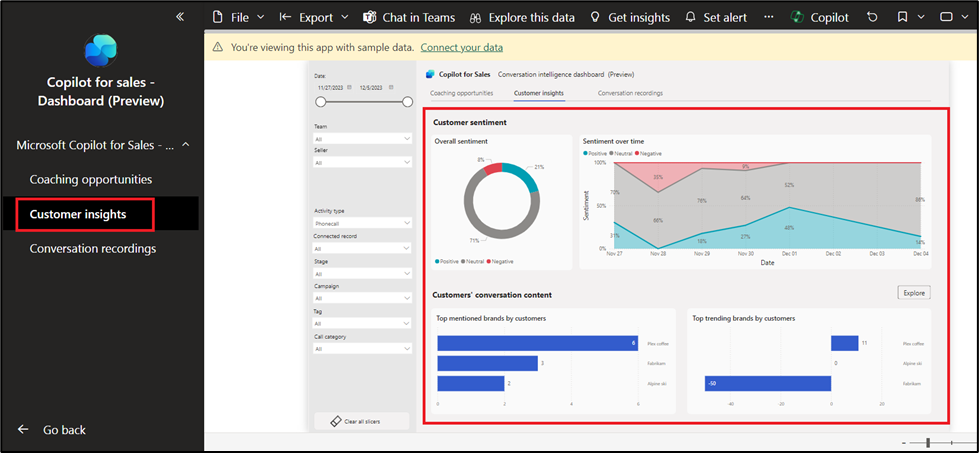 File
Export
Chat in Teams
Explore this data
Get insights
Set alert
Copilot
You're viewing this app with sample data. Connect your data
Copilot for sales -
Dashboard (Preview)
Microsoft Copilot for Sales - ...
Coaching opportunities
Customer insights
Conversation recordings
Go back
Date:
11/27/2023 12/5/2023
Team
All
Seller
All
Activity type
Phonecall
Connected record
All
Stage
All
Campaign
All
Tag
All
Call category
All
Clear all slicers
Copilot for Sales Conversation intelligence dashboard (Preview)
Coaching opportunities Customer insights Conversation recordings
Customer sentiment
Overall sentiment
8%
21%
71%
Positive Neutral Negative
Sentiment over time
Positive Neutral Negative
100%
50%
0%
Sentiment
70%
31%
35%
66%
78%
18%
9%
64%
27%
52%
48%
86%
14%
Nov 27 Nov 28 Nov 29 Nov 30 Dec 01 Dec 02 Dec 03 Dec 04
Date
Customers' conversation content
Explore
Top mentioned brands by customers
6 Plex coffee
3 Fabrikam
2 Alpine ski
0 2 4 6
Top trending brands by customers
11 Plex coffee
0 Alpine ski
-50 Fabrikam
-40 -20 0 20